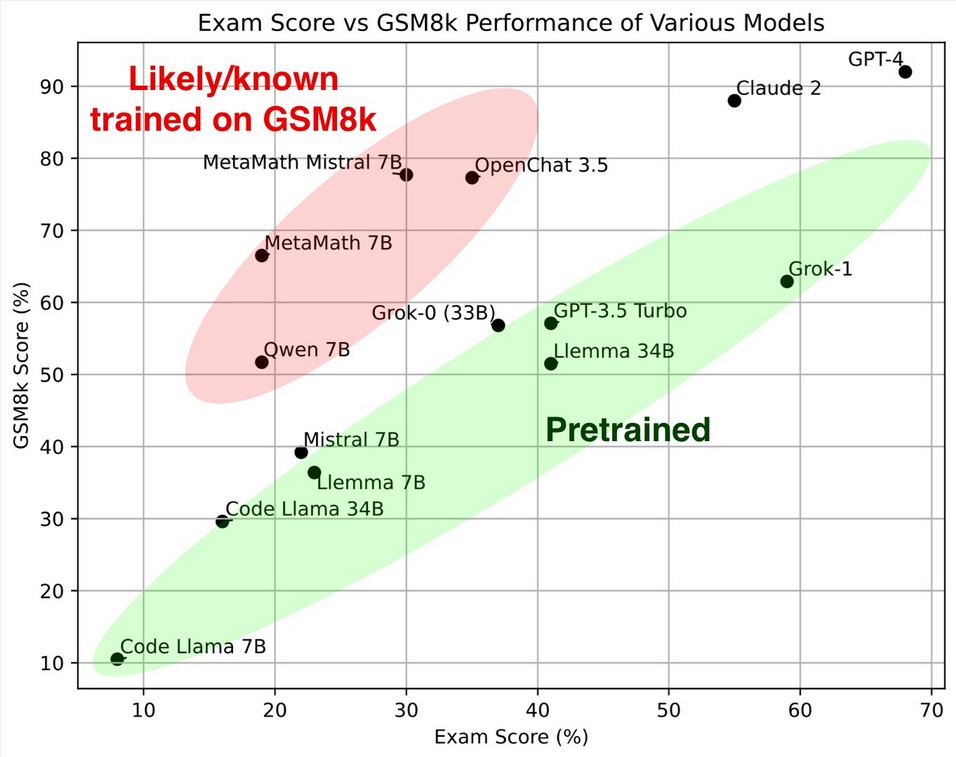 Exam Score vs GSM8k Performance of Various Models
Likely/known
trained on GSM8k
GPT-4
Claude 2
MetaMath Mistral 7B
OpenChat 3.5
MetaMath 7B
Grok-1
Grok-0 (33B)
GPT-3.5 Turbo
Qwen 7B
Llemma 34B
Pretrained
Mistral 7B
Llemma 7B
Code Llama 34B
Code Llama 7B
GSM8k Score (%)
90
80
70
60
50
40
30
20
10
10 20 30 40 50 60 70
Exam Score (%)